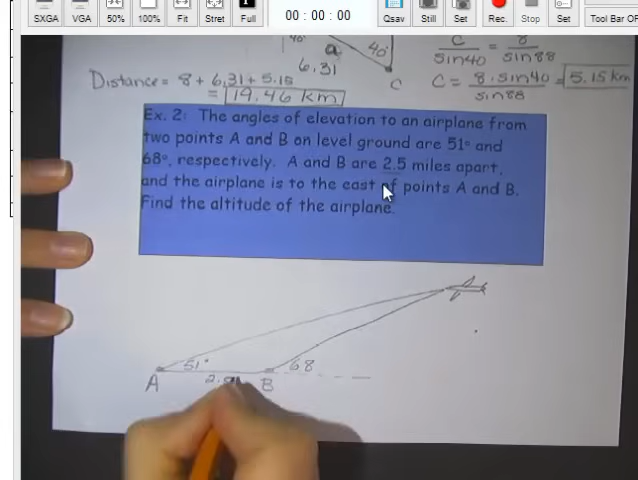 SXGA VGA 50% 100% Fit Stret Full 00 : 00 : 00 Qsav Still Set Rec. Stop Set Tool Bar OF
a 40°
6.31
C
C/sin40 = 8/sin88
Distance = 8 + 6.31 + 5.15
= 19.46 km
C = 8·sin40/sin88 = 5.15 km
Ex. 2: The angles of elevation to an airplane from
two points A and B on level ground are 51° and
68°, respectively. A and B are 2.5 miles apart,
and the airplane is to the east of points A and B.
Find the altitude of the airplane.
51° 68
A 2.5 B